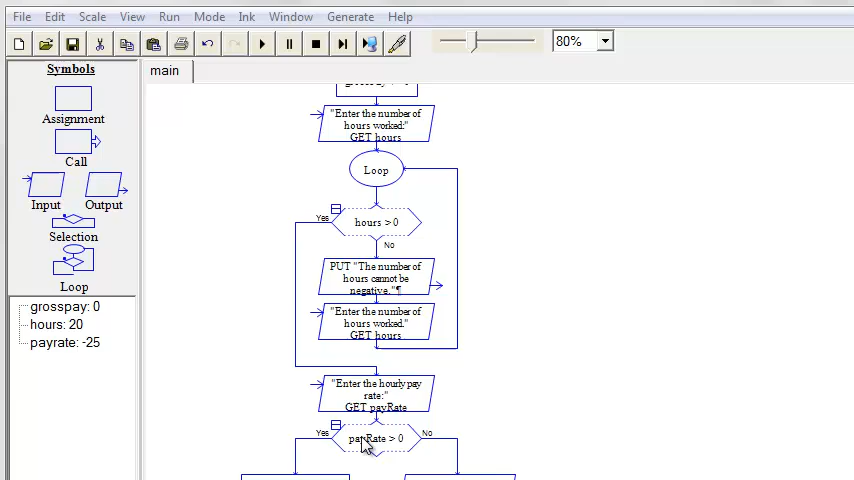 File Edit Scale View Run Mode Ink Window Generate Help
80%
Symbols
main
Assignment
Call
Input Output
Selection
Loop
grosspay: 0
hours: 20
payrate: -25
"Enter the number of
hours worked:"
GET hours
Loop
Yes
hours > 0
No
PUT "The number of
hours cannot be
negative."¶
"Enter the number of
hours worked."
GET hours
"Enter the hourly pay
rate:"
GET payRate
Yes
payRate > 0
No